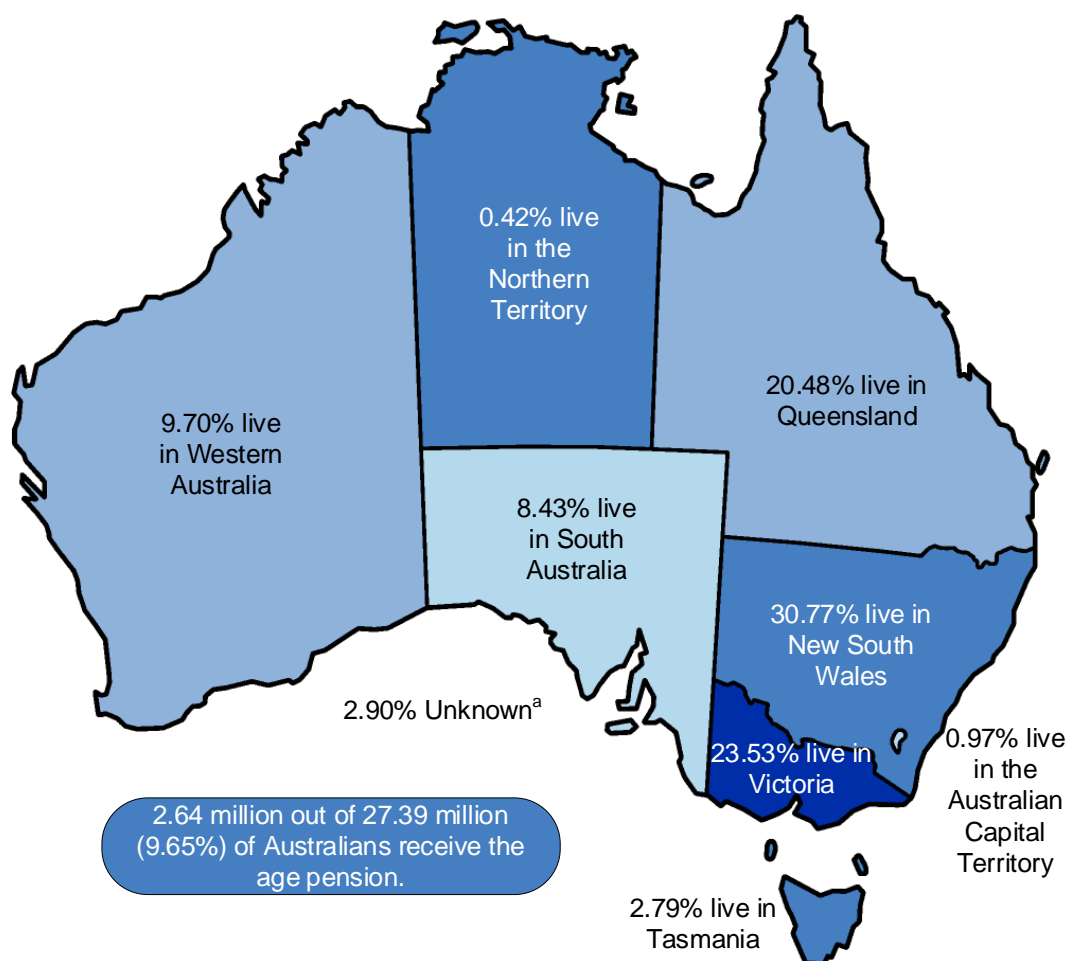 0.42% live
in the
Northern
Territory
20.48% live in
Queensland
9.70% live
in Western
Australia
8.43% live
in South
Australia
30.77% live in
New South
Wales
2.90% Unknownª
23.53% live in
Victoria
0.97% live
in the
Australian
Capital
Territory
2.64 million out of 27.39 million
(9.65%) of Australians receive the
age pension.
2.79% live in
Tasmania